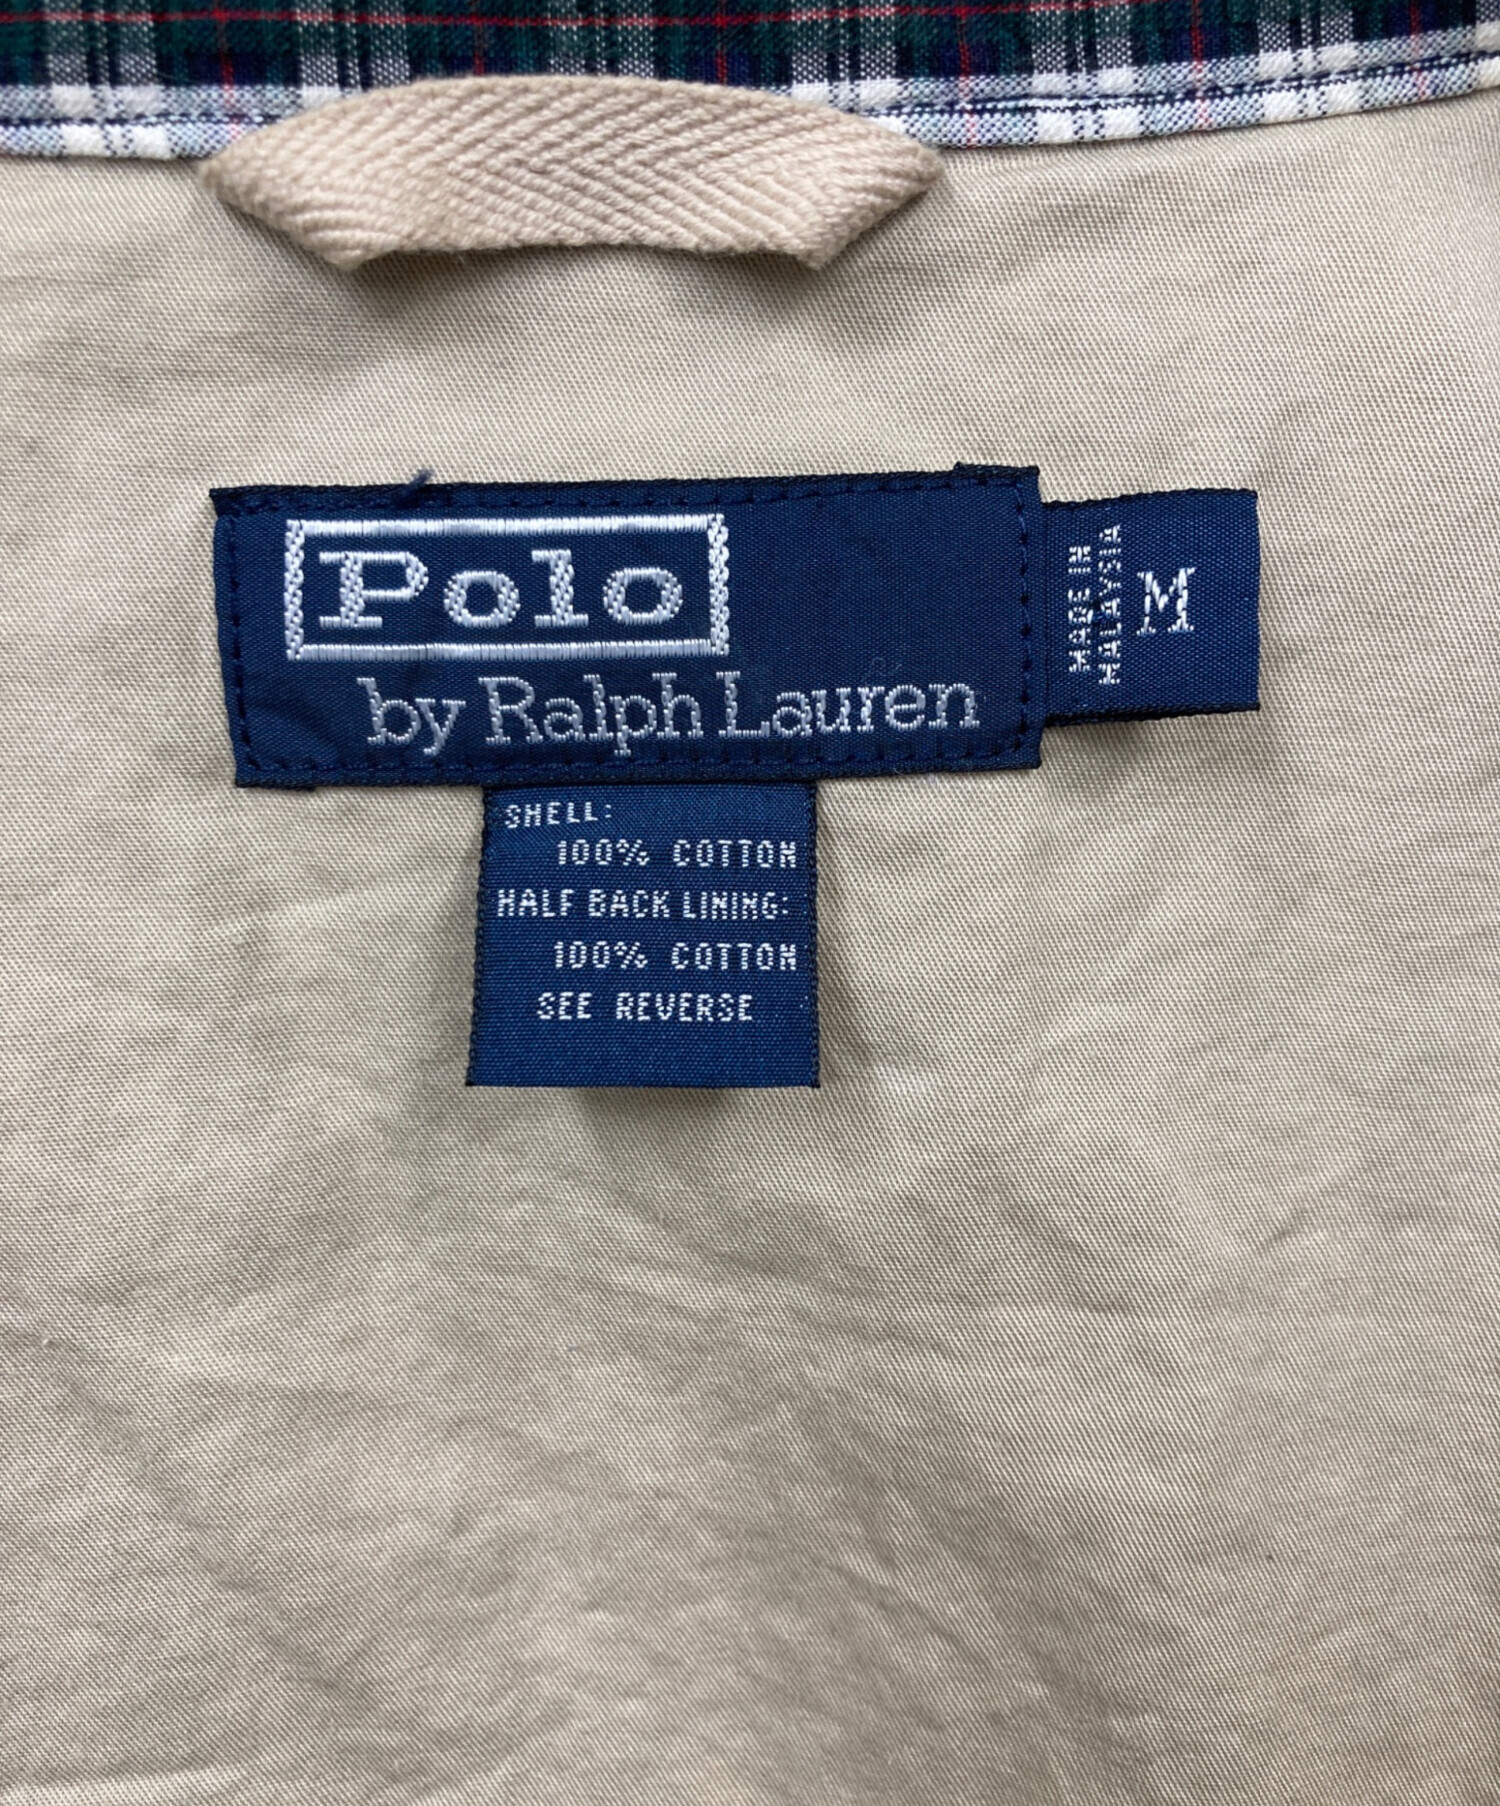 Polo
by Ralph Lauren
MADE IN
MALAYSIA
M
SHELL:
100% COTTON
HALF BACK LINING:
100% COTTON
SEE REVERSE